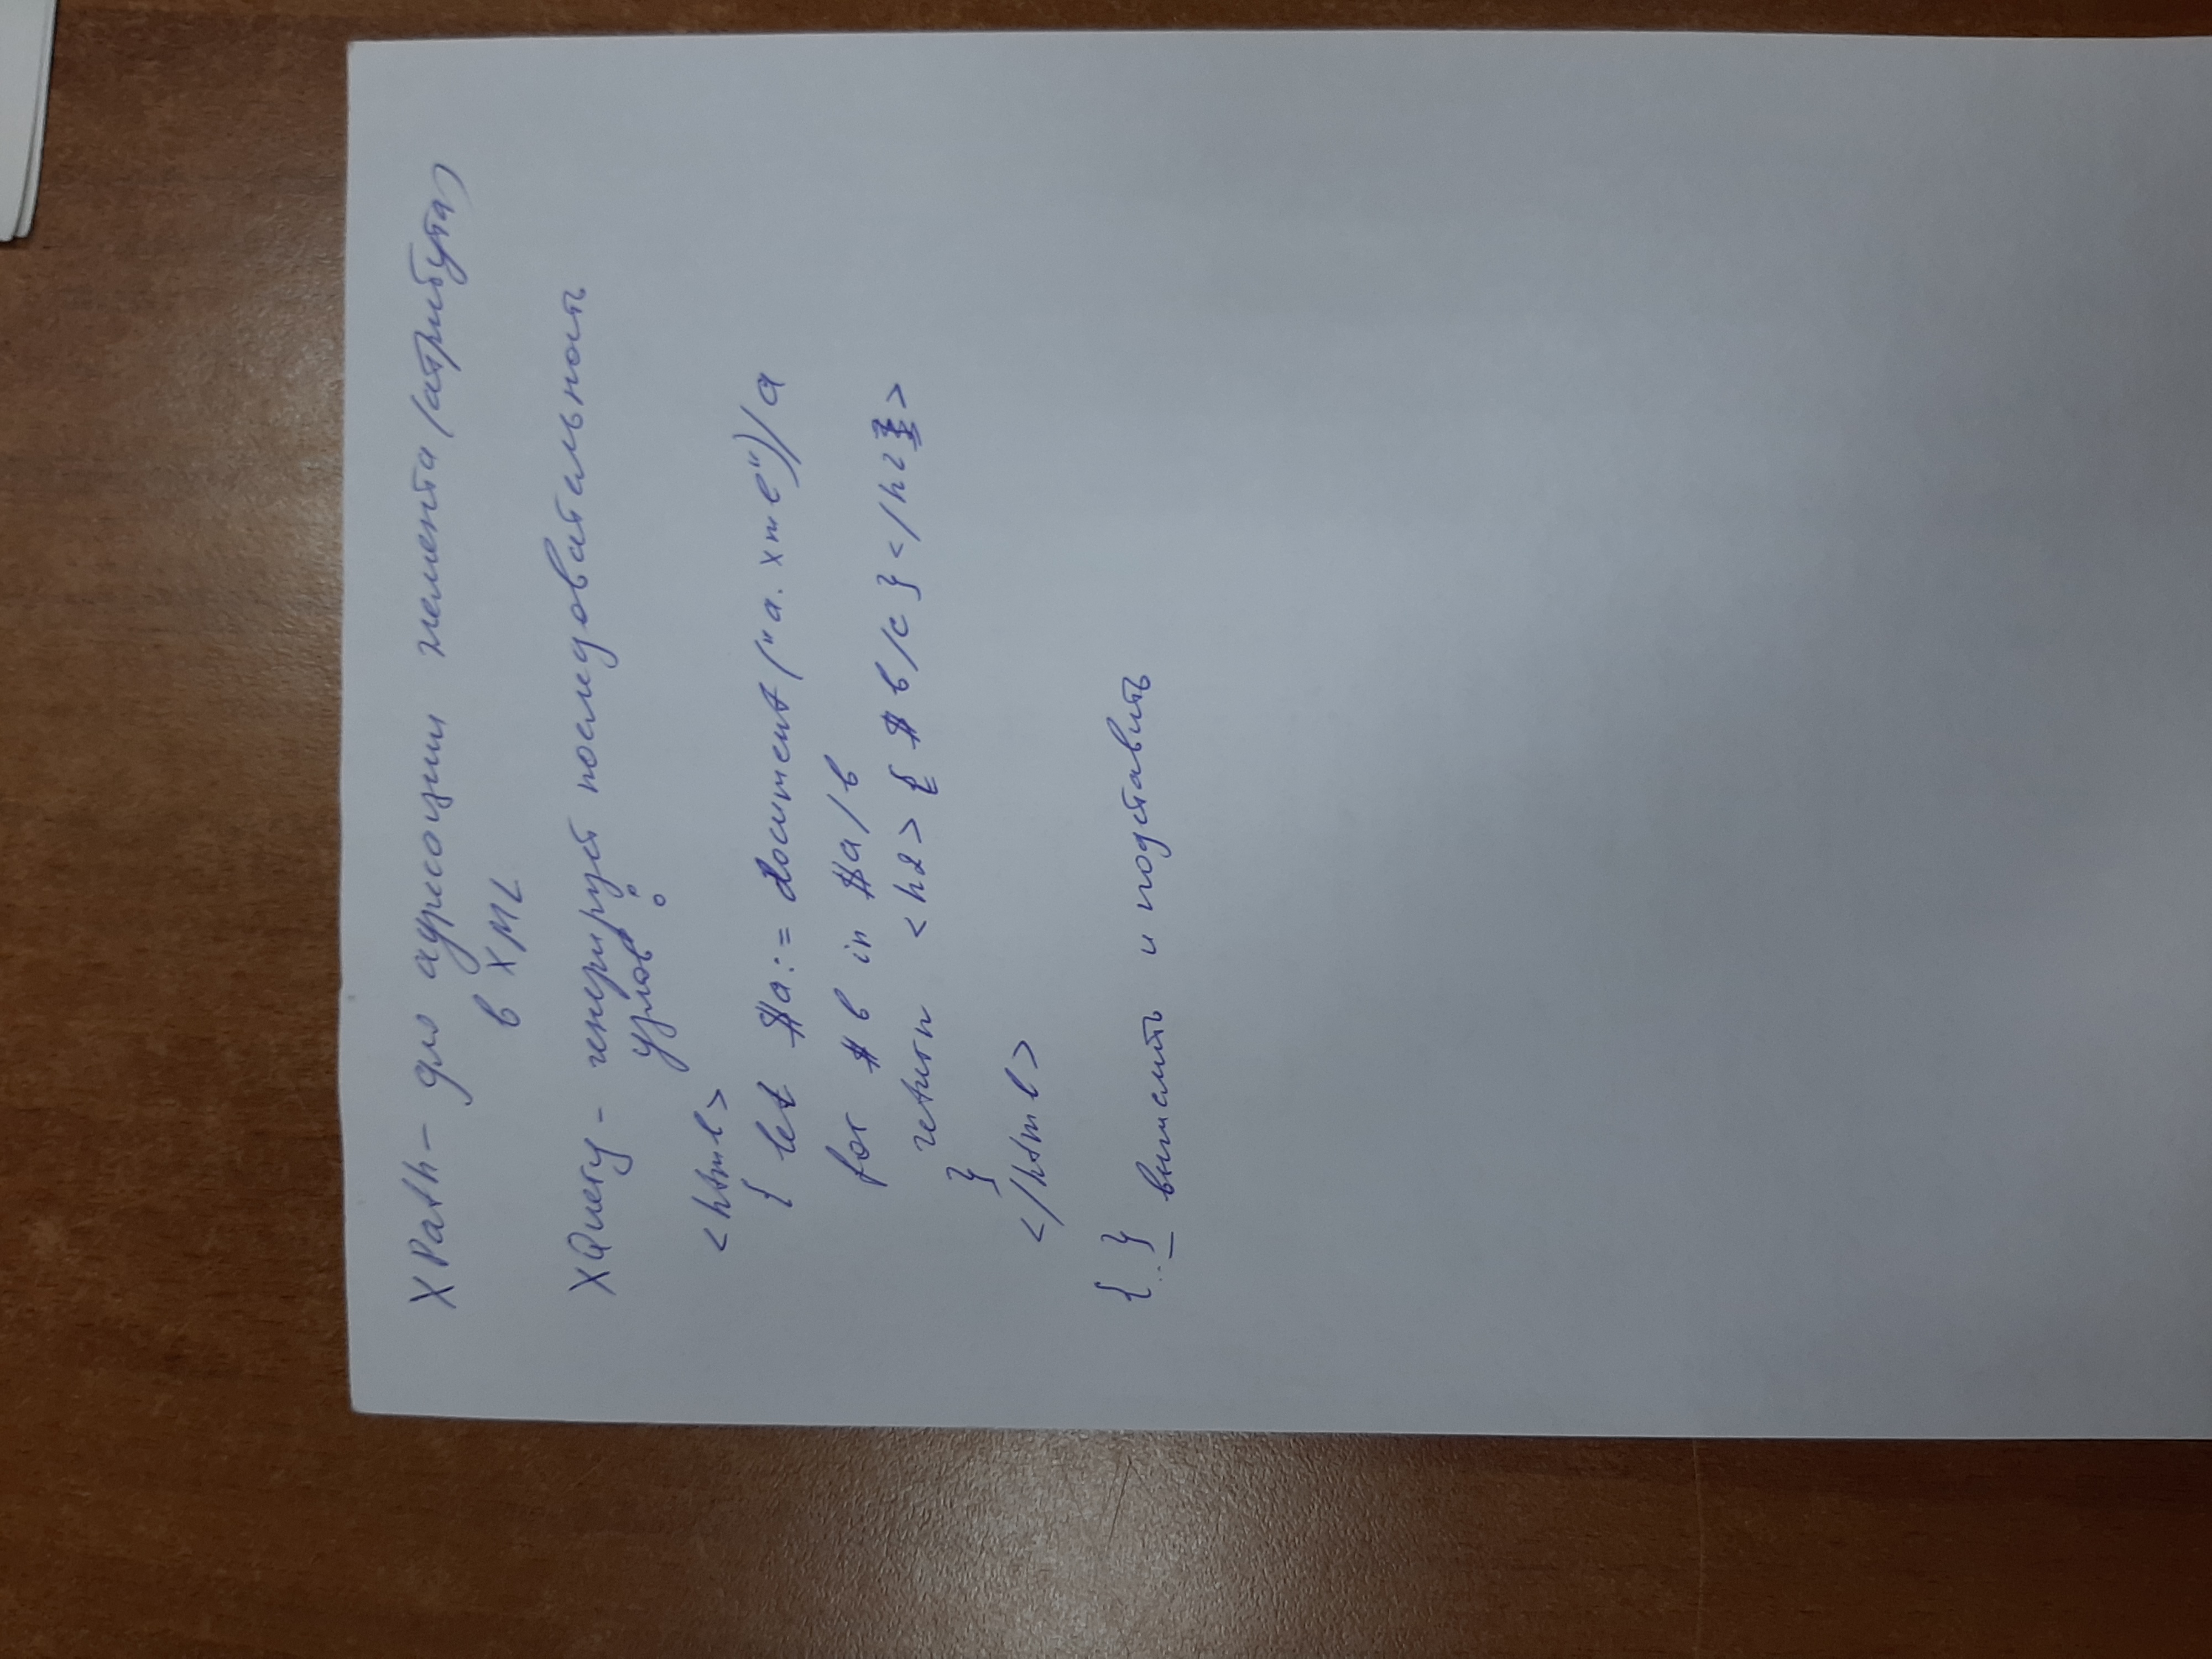 XPath - для адресации элемента (атрибута)
в XML
XQuery - генерирует последовательность
узлов :
<html>
{ let $a := document("a.xml")/a
for $b in $a/b
return <h2> { $b/c } </h2>
}
</html>
{..} - вычислить и подставить